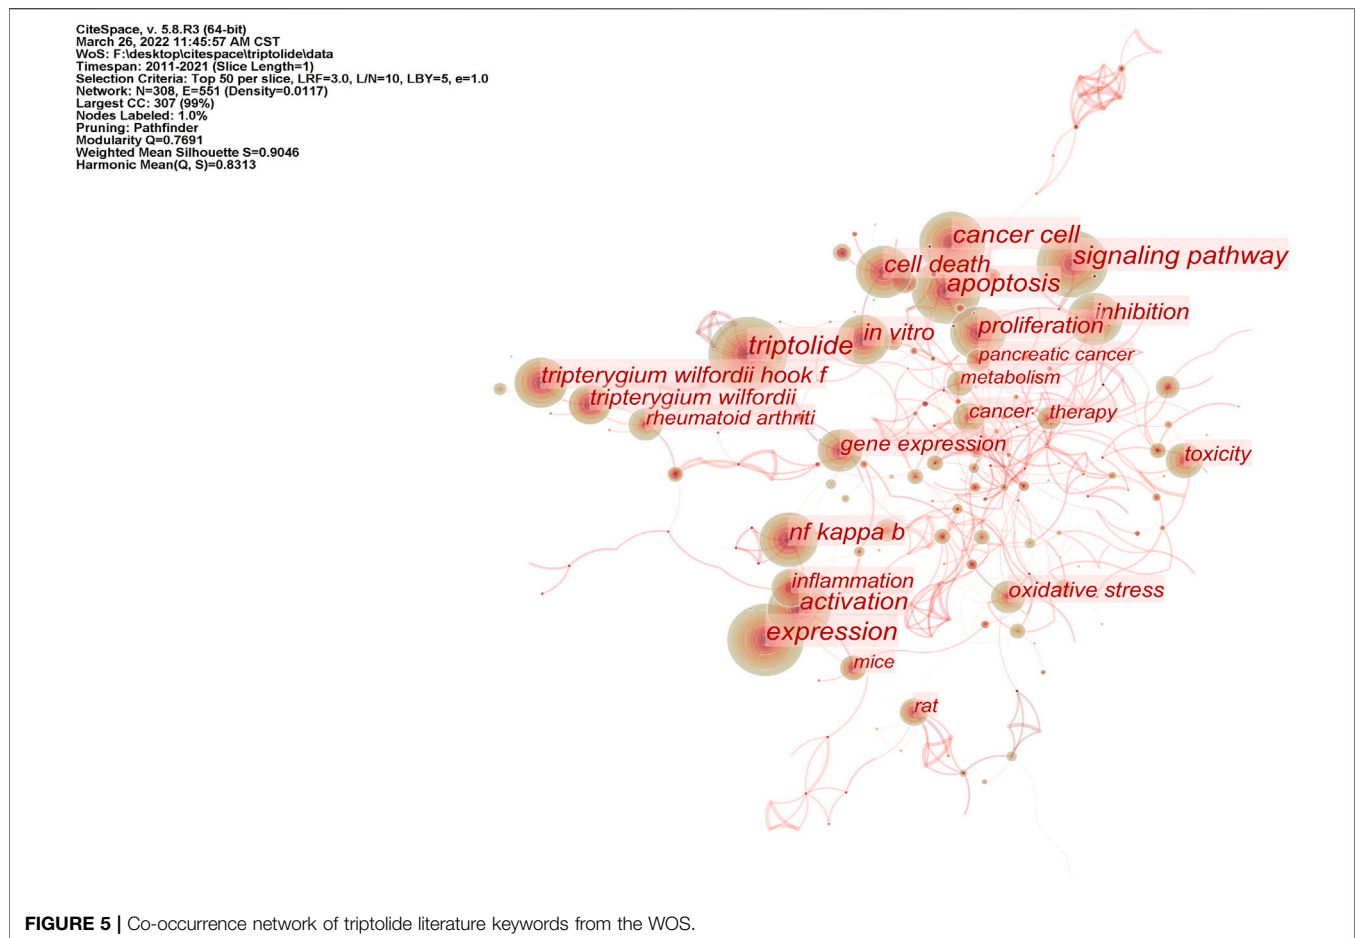 CiteSpace, v. 5.8.R3 (64-bit)
March 26, 2022 11:45:57 AM CST
WoS: F:\desktop\citespace\triptolide\data
Timespan: 2011-2021 (Slice Length=1)
Selection Criteria: Top 50 per slice, LRF=3.0, L/N=10, LBY=5, e=1.0
Network: N=308, E=551 (Density=0.0117)
Largest CC: 307 (99%)
Nodes Labeled: 1.0%
Pruning: Pathfinder
Modularity Q=0.7691
Weighted Mean Silhouette S=0.9046
Harmonic Mean(Q, S)=0.8313
cancer cell
signaling pathway
cell death
apoptosis
inhibition
proliferation
in vitro
triptolide
pancreatic cancer
tripterygium wilfordii hook f
metabolism
tripterygium wilfordii
rheumatoid arthriti
cancer
therapy
gene expression
toxicity
nf kappa b
inflammation
oxidative stress
activation
expression
mice
rat
FIGURE 5 | Co-occurrence network of triptolide literature keywords from the WOS.